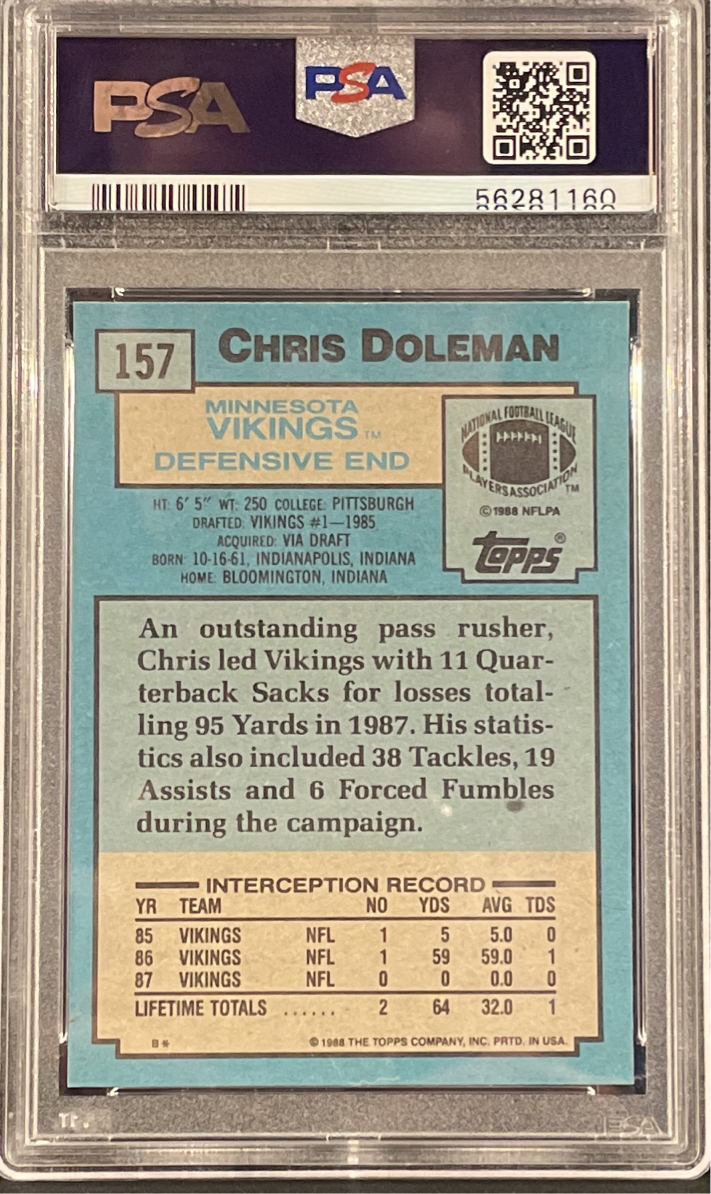 PSA
PSA
56281160
157
CHRIS DOLEMAN
MINNESOTA
VIKINGS TM
DEFENSIVE END
NATIONAL FOOTBALL LEAGUE
PLAYERS ASSOCIATION TM
©1988 NFLPA
topps®
HT: 6' 5" WT: 250 COLLEGE: PITTSBURGH
DRAFTED: VIKINGS #1—1985
ACQUIRED: VIA DRAFT
BORN: 10-16-61, INDIANAPOLIS, INDIANA
HOME: BLOOMINGTON, INDIANA
An outstanding pass rusher,
Chris led Vikings with 11 Quar-
terback Sacks for losses total-
ling 95 Yards in 1987. His statis-
tics also included 38 Tackles, 19
Assists and 6 Forced Fumbles
during the campaign.
INTERCEPTION RECORD
YR TEAM NO YDS AVG TDS
85 VIKINGS NFL 1 5 5.0 0
86 VIKINGS NFL 1 59 59.0 1
87 VIKINGS NFL 0 0 0.0 0
LIFETIME TOTALS ...... 2 64 32.0 1
B* ©1988 THE TOPPS COMPANY, INC. PRTD. IN USA.
PSA